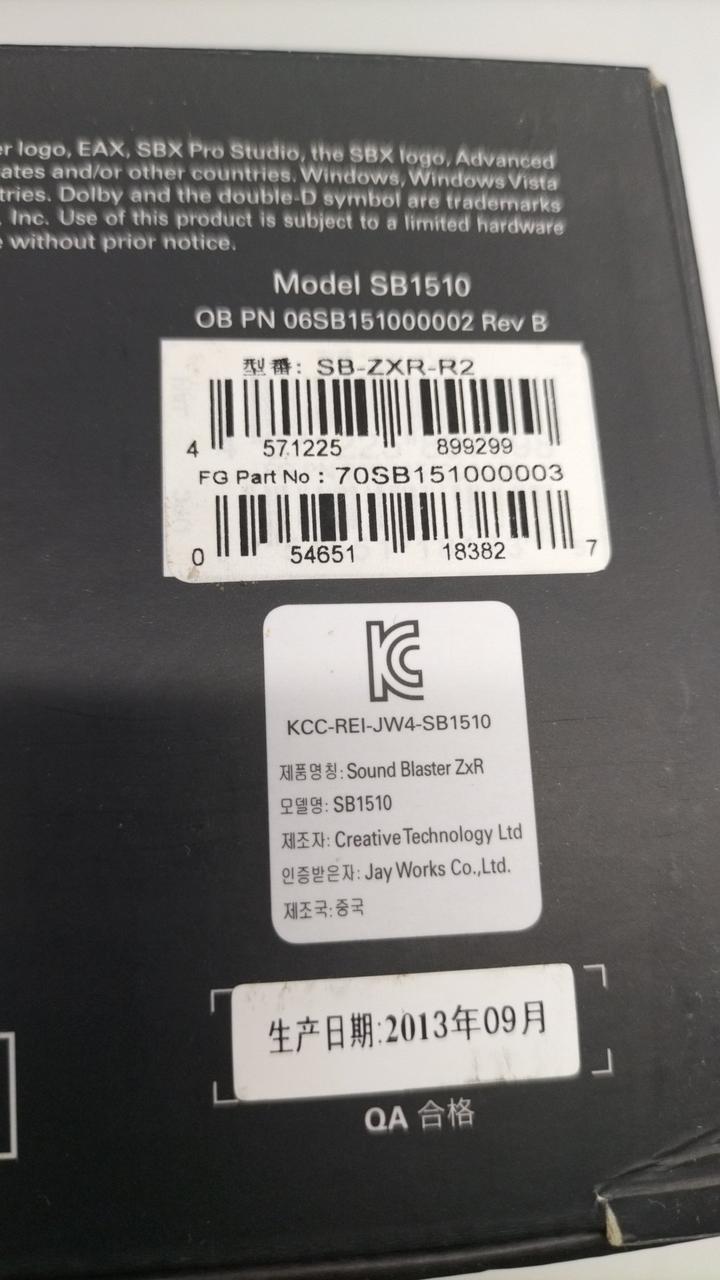 er logo, EAX, SBX Pro Studio, the SBX logo, Advanced
ates and/or other countries. Windows, Windows Vista
tries. Dolby and the double-D symbol are trademarks
, Inc. Use of this product is subject to a limited hardware
without prior notice.
Model SB1510
OB PN 06SB151000002 Rev B
型番: SB-ZXR-R2
4 571225 899299
FG Part No : 70SB151000003
0 54651 18382 7
KC
KCC-REI-JW4-SB1510
제품명칭: Sound Blaster ZxR
모델명: SB1510
제조자: Creative Technology Ltd
인증받은자: Jay Works Co.,Ltd.
제조국:중국
生产日期:2013年09月
QA 合格